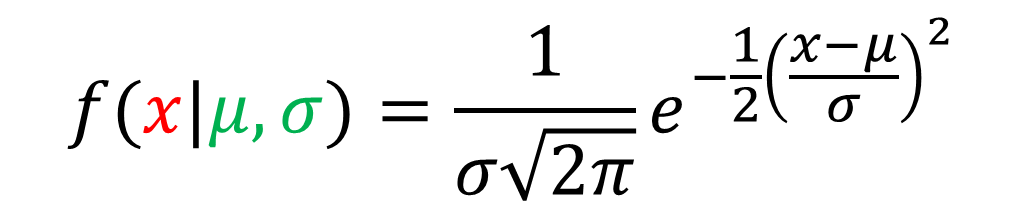 f(x|μ, σ) = 1/(σ√(2π)) e^(−1/2((x−μ)/σ)²)